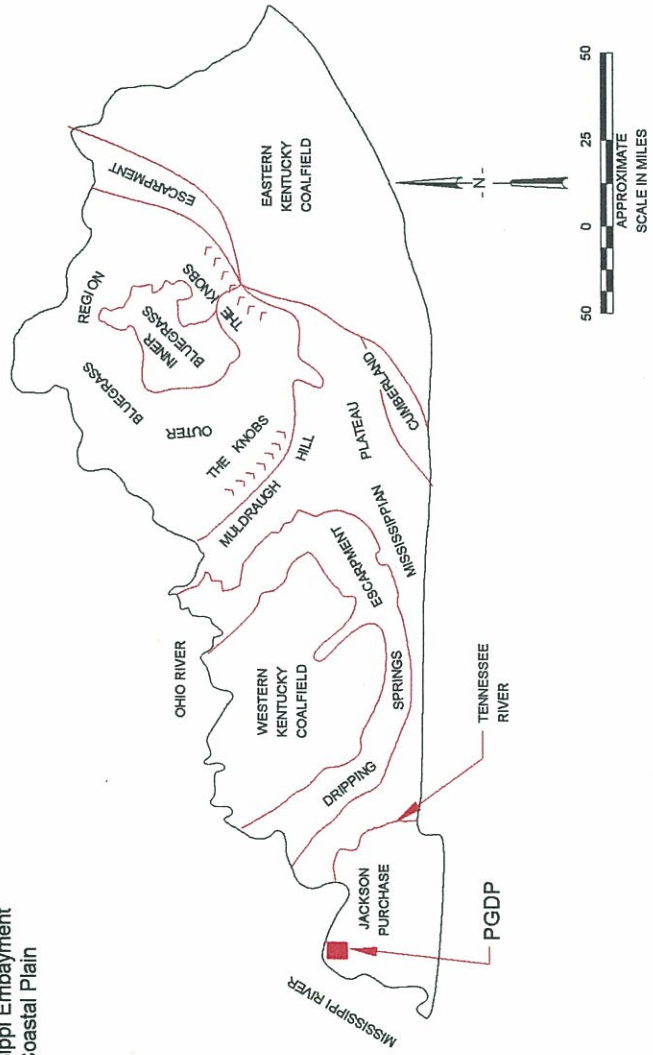 ippi Embayment
Coastal Plain
ESCARPMENT
EASTERN
KENTUCKY
COALFIELD
REGION
BLUEGRASS
INNER
BLUEGRASS
THE KNOBS
OUTER
THE KNOBS
MULDRAUGH
HILL
PLATEAU
CUMBERLAND
MISSISSIPPIAN
ESCARPMENT
SPRINGS
DRIPPING
OHIO RIVER
WESTERN
KENTUCKY
COALFIELD
TENNESSEE
RIVER
JACKSON
PURCHASE
PGDP
MISSISSIPPI RIVER
-N-
50
25
0
50
APPROXIMATE
SCALE IN MILES